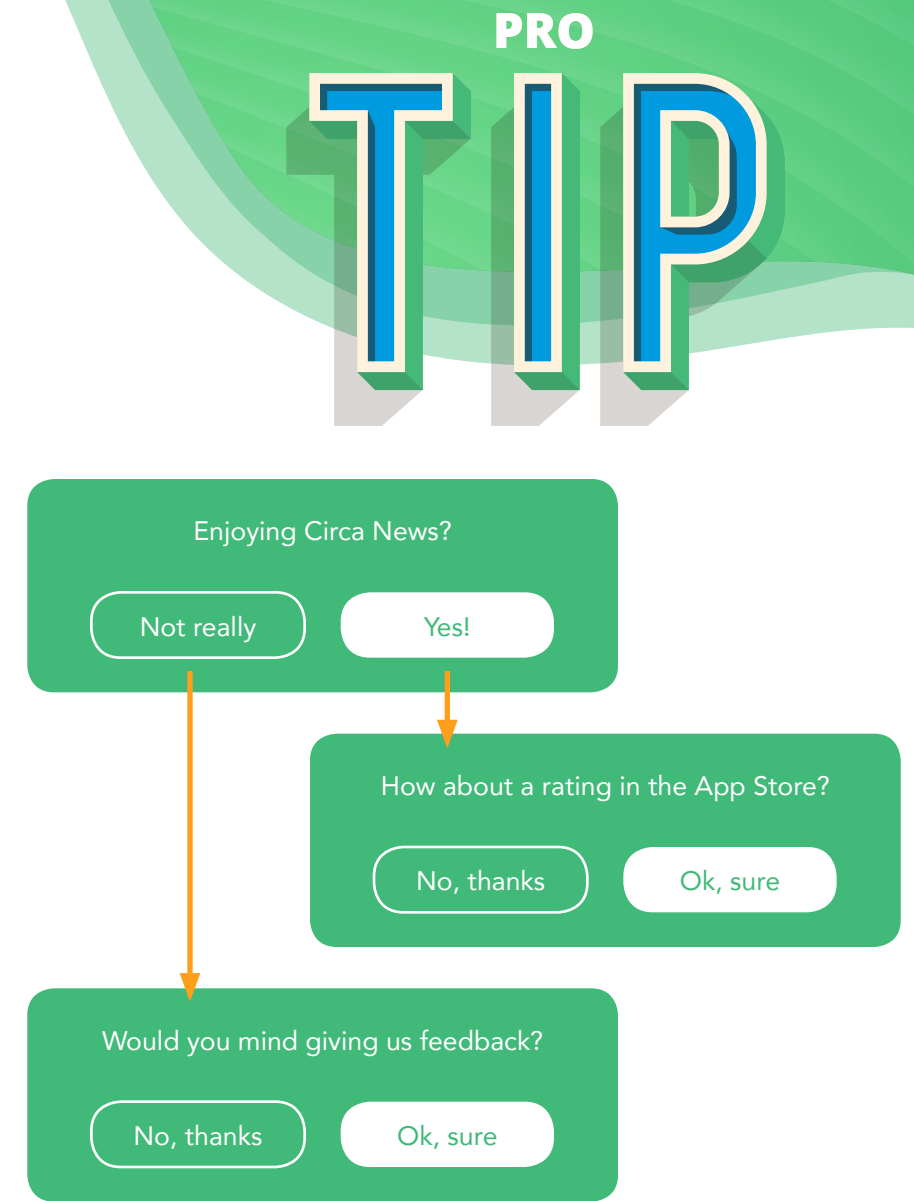 PRO
TIP
Enjoying Circa News?
Not really
Yes!
How about a rating in the App Store?
No, thanks
Ok, sure
Would you mind giving us feedback?
No, thanks
Ok, sure